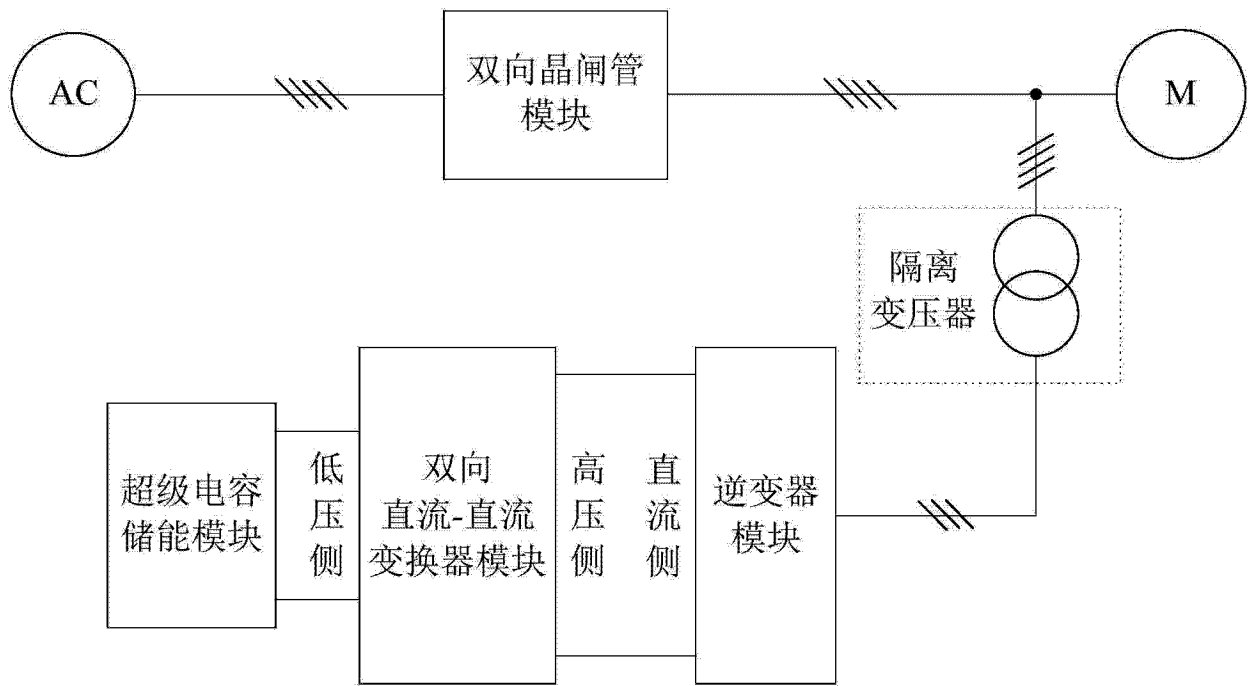 AC
双向晶闸管
模块
M
隔离
变压器
超级电容
储能模块
低压侧
双向
直流-直流
变换器模块
高压侧
直流侧
逆变器
模块